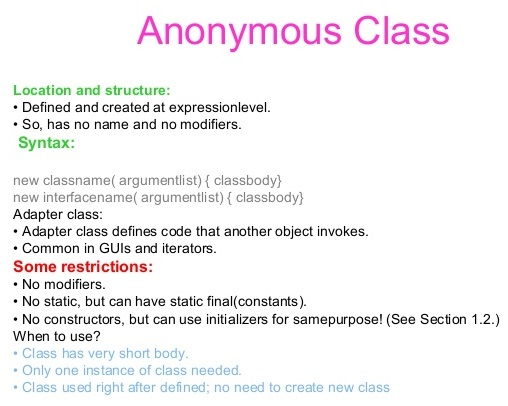 Anonymous Class
Location and structure:
• Defined and created at expressionlevel.
• So, has no name and no modifiers.
Syntax:
new classname( argumentlist) { classbody}
new interfacename( argumentlist) { classbody}
Adapter class:
• Adapter class defines code that another object invokes.
• Common in GUIs and iterators.
Some restrictions:
• No modifiers.
• No static, but can have static final(constants).
• No constructors, but can use initializers for samepurpose! (See Section 1.2.)
When to use?
• Class has very short body.
• Only one instance of class needed.
• Class used right after defined; no need to create new class